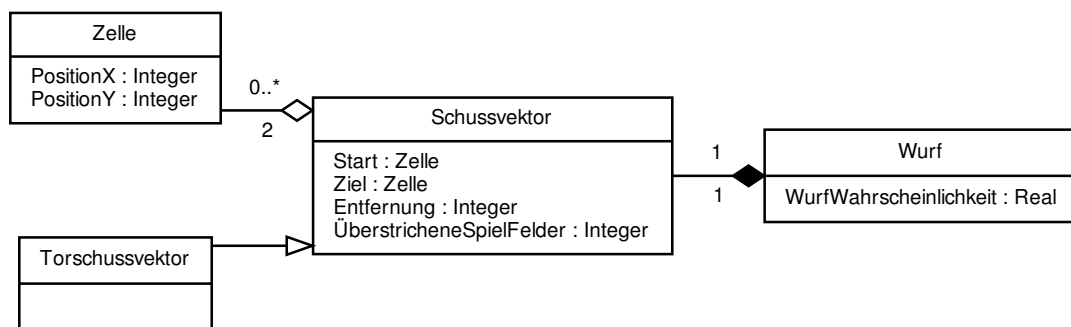 Zelle
PositionX : Integer
PositionY : Integer
0..*
2
Schussvektor
Start : Zelle
Ziel : Zelle
Entfernung : Integer
ÜberstricheneSpielFelder : Integer
1
1
Wurf
WurfWahrscheinlichkeit : Real
Torschussvektor